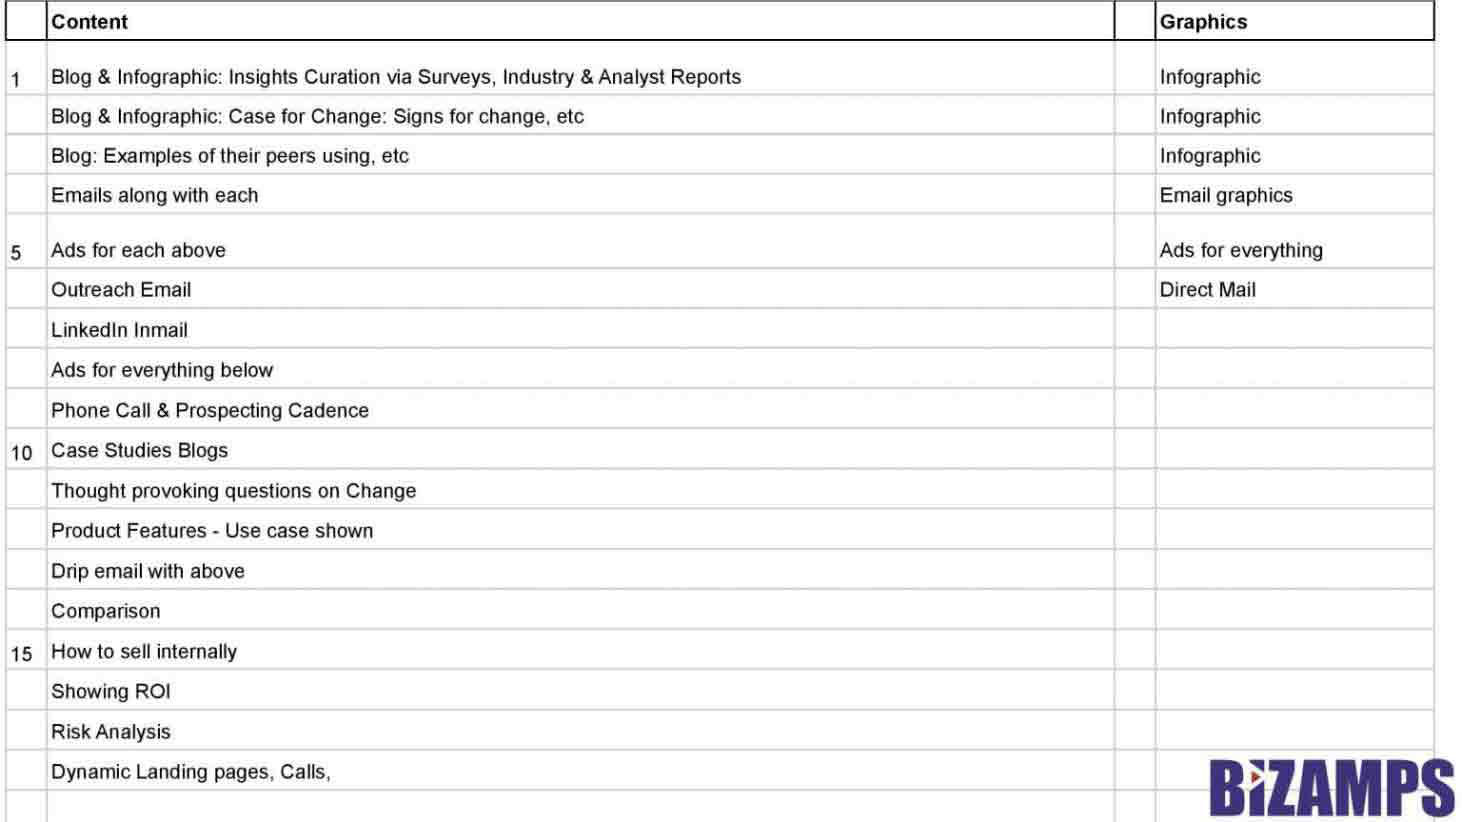 Content Graphics
1 Blog & Infographic: Insights Curation via Surveys, Industry & Analyst Reports Infographic
Blog & Infographic: Case for Change: Signs for change, etc Infographic
Blog: Examples of their peers using, etc Infographic
Emails along with each Email graphics
5 Ads for each above Ads for everything
Outreach Email Direct Mail
LinkedIn Inmail
Ads for everything below
Phone Call & Prospecting Cadence
10 Case Studies Blogs
Thought provoking questions on Change
Product Features - Use case shown
Drip email with above
Comparison
15 How to sell internally
Showing ROI
Risk Analysis
Dynamic Landing pages, Calls,
BIZAMPS